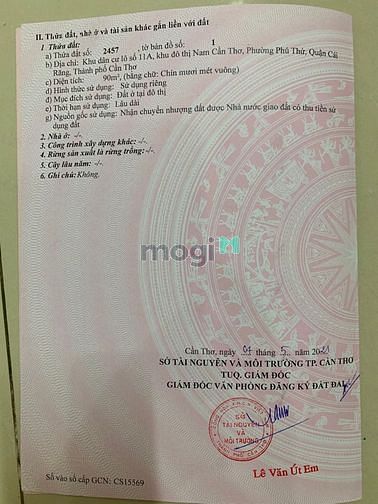 II. Thửa đất, nhà ở và tài sản khác gắn liền với đất
1 Thửa đất:
a) Thửa đất số: 2457, tờ bản đồ số: 1
b) Địa chỉ: Khu dân cư lô số 11A, khu đô thị Nam Cần Thơ, Phường Phú Thứ, Quận Cái
Răng, Thành phố Cần Thơ
c) Diện tích: 90m², (bằng chữ: Chín mươi mét vuông)
d) Hình thức sử dụng: Sử dụng riêng
đ) Mục đích sử dụng: Đất ở tại đô thị
e) Thời hạn sử dụng: Lâu dài
g) Nguồn gốc sử dụng: Nhận chuyển nhượng đất được Nhà nước giao đất có thu tiền sử
dụng đất
2. Nhà ở: -/-.
3. Công trình xây dựng khác: -/-.
4. Rừng sản xuất là rừng trồng: -/-.
5. Cây lâu năm: -/-.
6. Ghi chú: Không.
mogi
Cần Thơ, ngày tháng 5 năm 2021
SỞ TÀI NGUYÊN VÀ MÔI TRƯỜNG TP. CẦN THƠ
TUQ. GIÁM ĐỐC
GIÁM ĐỐC VĂN PHÒNG ĐĂNG KÝ ĐẤT ĐAI
SỞ
TÀI NGUYÊN
VÀ
MÔI TRƯỜNG
Lê Văn Út Em
Số vào sổ cấp GCN: CS15569